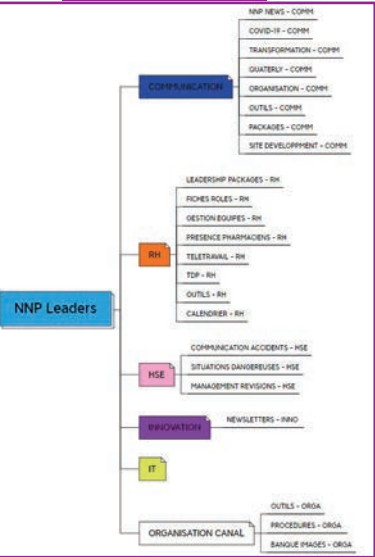 NNP NEWS - COMM
COVID-19 - COMM
TRANSFORMATION - COMM
QUATERLY - COMM
COMMUNICATION
ORGANISATION - COMM
OUTILS - COMM
PACKAGES - COMM
SITE DEVELOPPMENT - COMM
LEADERSHIP PACKAGES - RH
FICHES ROLES - RH
GESTION EQUIPES - RH
PRESENCE PHARMACIENS - RH
RH
TELETRAVAIL - RH
TDP - RH
OUTILS - RH
CALENDRIER - RH
NNP Leaders
COMMUNICATION ACCIDENTS - HSE
HSE
SITUATIONS DANGEREUSES - HSE
MANAGEMENT REVISIONS - HSE
INNOVATION
NEWSLETTERS - INNO
IT
OUTILS - ORGA
ORGANISATION CANAL
PROCEDURES - ORGA
BANQUE IMAGES - ORGA